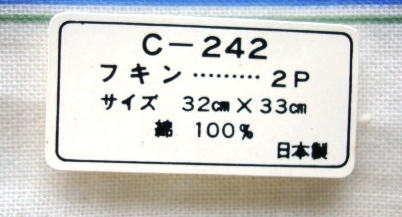 C-242
フキン………2P
サイズ 32㎝×33㎝
綿 100%
日本製